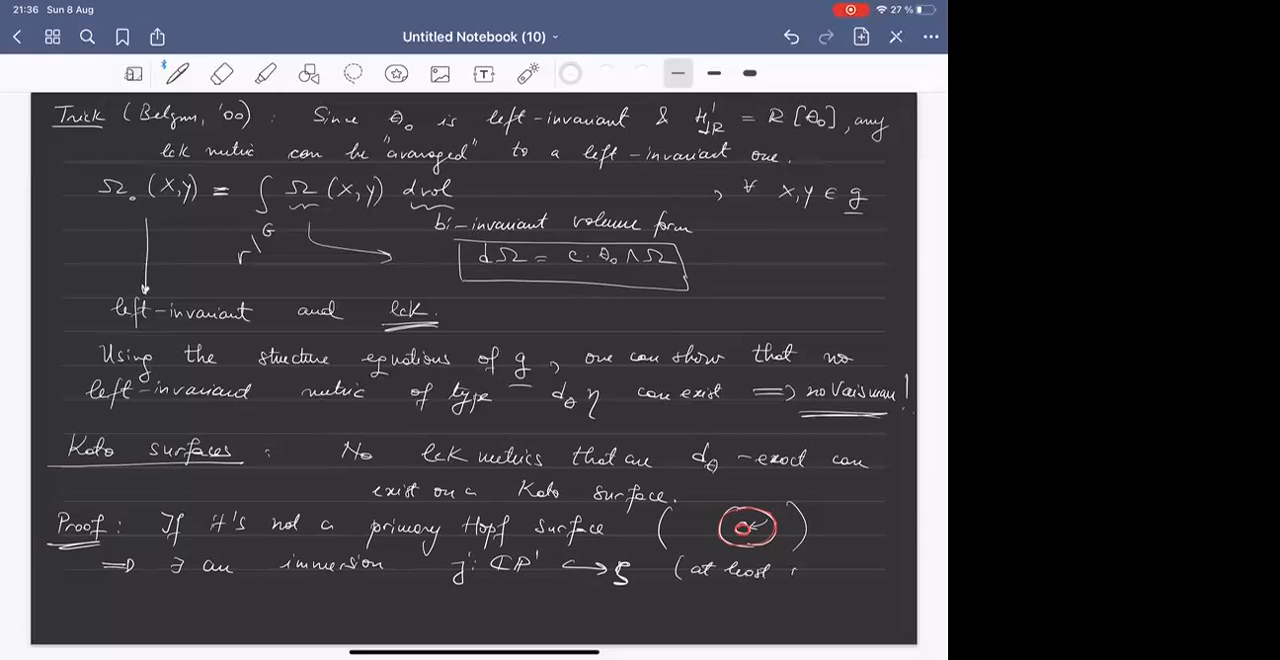 21:36 Sun 8 Aug
27 %
Untitled Notebook (10)
Trick (Belgun, '00) : Since θ₀ is left-invariant & H¹_dR = R [θ₀], any
lck metric can be "averaged" to a left-invariant one.
Ω₀ (X,Y) = ∫_{Γ\G} Ω (X,Y) dvol , ∀ X,Y ∈ g
bi-invariant volume form
dΩ = c. θ₀ ∧ Ω
left-invariant and lck.
Using the structure equations of g, one can show that no
left-invariant metric of type d_θ η can exist ⟹ no Vaisman!
Kato surfaces : No lck metrics that are d_θ -exact can
exist on a Kato surface.
Proof : If it's not a primary Hopf surface ( )
⟹ ∃ an immersion j : ℂP¹ ↪ S (at least